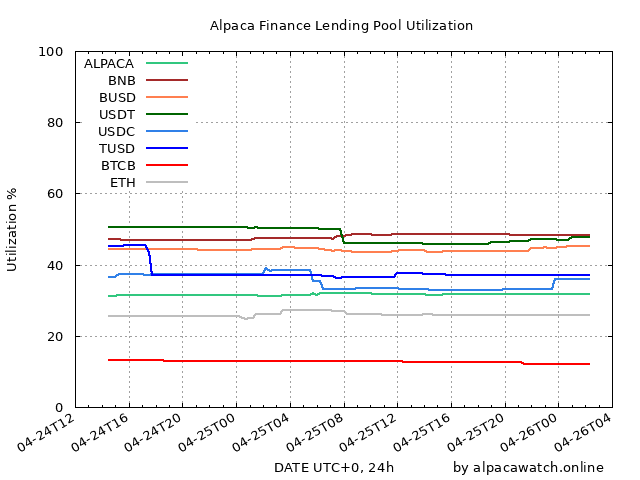 Alpaca Finance Lending Pool Utilization
100
80
60
40
20
0
Utilization %
ALPACA
BNB
BUSD
USDT
USDC
TUSD
BTCB
ETH
04-24T12
04-24T16
04-24T20
04-25T00
04-25T04
04-25T08
04-25T12
04-25T16
04-25T20
04-26T00
04-26T04
DATE UTC+0, 24h
by alpacawatch.online